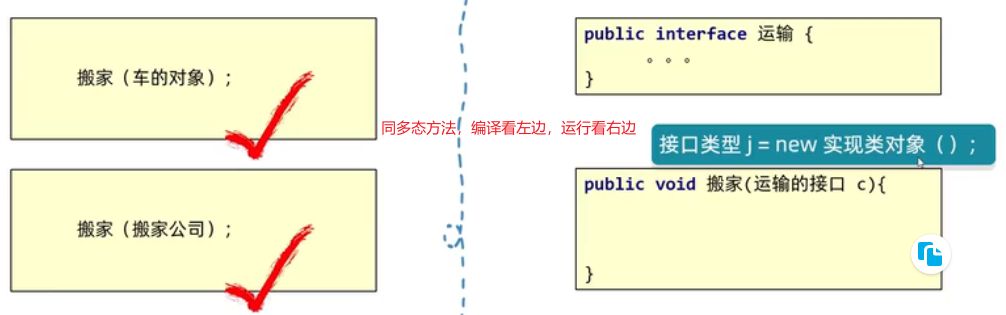 搬家（车的对象）；
搬家（搬家公司）；
同多态方法，编译看左边，运行看右边
public interface 运输 {
。。。
}
接口类型 j = new 实现类对象（）；
public void 搬家(运输的接口 c){
}